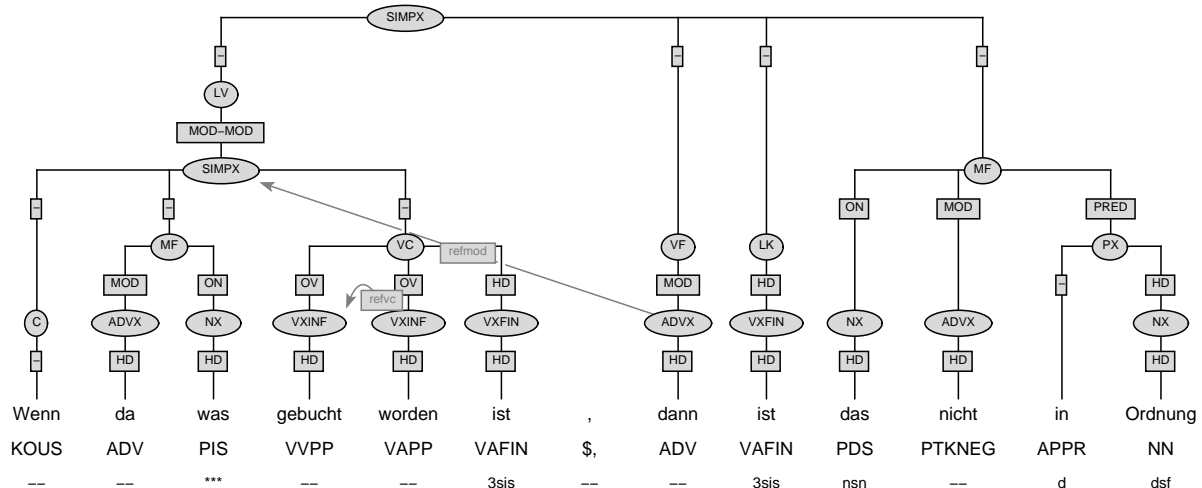 SIMPX
– – – –
LV
MOD–MOD
SIMPX MF
– – – ON MOD PRED
MF VC refmod VF LK PX
MOD ON OV OV HD MOD HD – HD
refvc
C ADVX NX VXINF VXINF VXFIN ADVX VXFIN NX ADVX NX
– HD HD HD HD HD HD HD HD HD HD
Wenn da was gebucht worden ist , dann ist das nicht in Ordnung
KOUS ADV PIS VVPP VAPP VAFIN $, ADV VAFIN PDS PTKNEG APPR NN
–– –– *** –– –– 3sis –– –– 3sis nsn –– d dsf